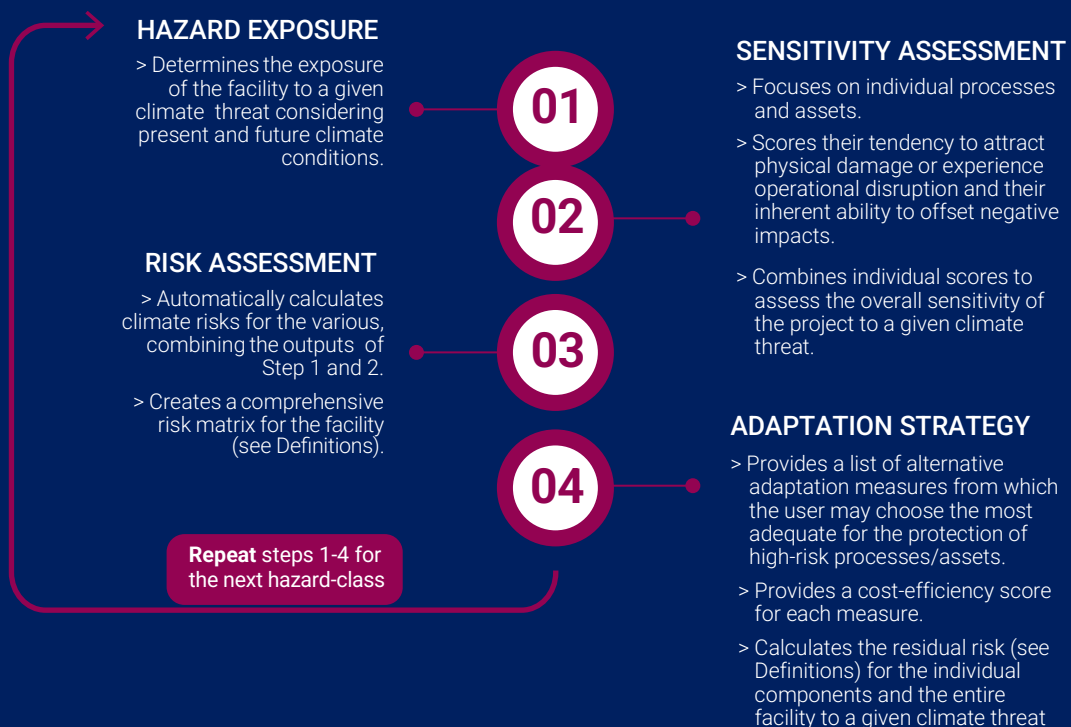 HAZARD EXPOSURE
> Determines the exposure
of the facility to a given
climate threat considering
present and future climate
conditions.
01
SENSITIVITY ASSESSMENT
> Focuses on individual processes
and assets.
> Scores their tendency to attract
physical damage or experience
operational disruption and their
inherent ability to offset negative
impacts.
> Combines individual scores to
assess the overall sensitivity of
the project to a given climate
threat.
02
RISK ASSESSMENT
> Automatically calculates
climate risks for the various,
combining the outputs of
Step 1 and 2.
> Creates a comprehensive
risk matrix for the facility
(see Definitions).
03
ADAPTATION STRATEGY
> Provides a list of alternative
adaptation measures from which
the user may choose the most
adequate for the protection of
high-risk processes/assets.
> Provides a cost-efficiency score
for each measure.
> Calculates the residual risk (see
Definitions) for the individual
components and the entire
facility to a given climate threat
04
Repeat steps 1-4 for
the next hazard-class